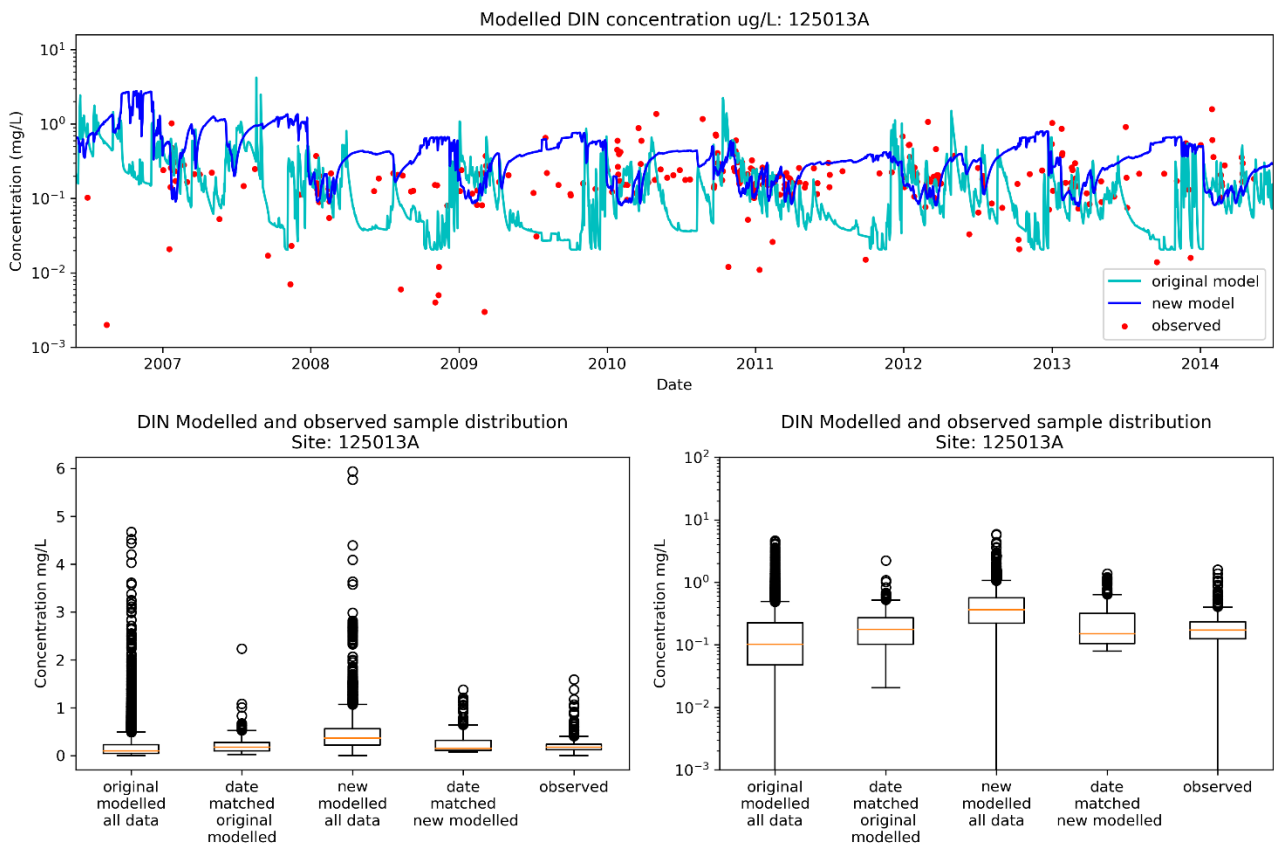 Modelled DIN concentration ug/L: 125013A
Concentration (mg/L)
10¹
10⁰
10⁻¹
10⁻²
10⁻³
original model
new model
observed
2007 2008 2009 2010 2011 2012 2013 2014
Date
DIN Modelled and observed sample distribution
Site: 125013A
Concentration mg/L
6
5
4
3
2
1
0
original
modelled
all data
date
matched
original
modelled
new
modelled
all data
date
matched
new modelled
observed
DIN Modelled and observed sample distribution
Site: 125013A
Concentration mg/L
10²
10¹
10⁰
10⁻¹
10⁻²
10⁻³
original
modelled
all data
date
matched
original
modelled
new
modelled
all data
date
matched
new modelled
observed